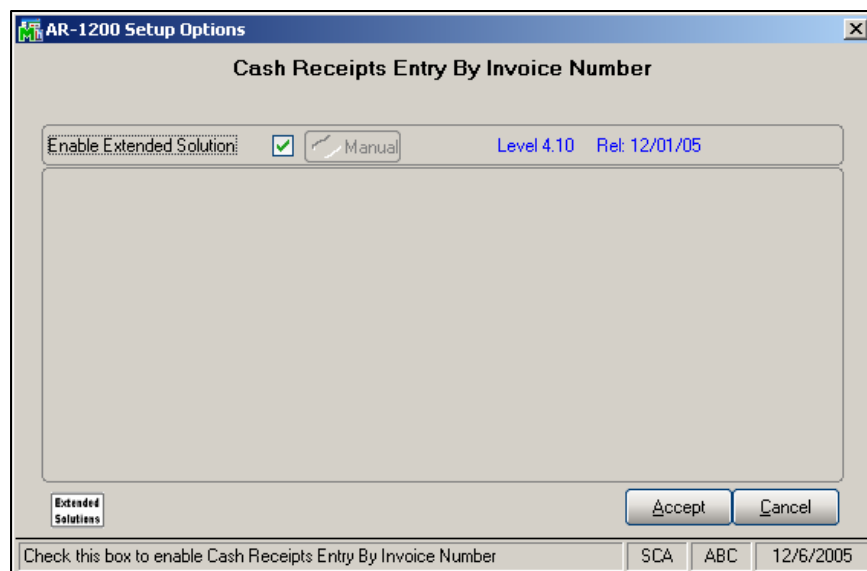 AR-1200 Setup Options
Cash Receipts Entry By Invoice Number
Enable Extended Solution Manual Level 4.10 Rel: 12/01/05
Extended
Solutions
Accept Cancel
Check this box to enable Cash Receipts Entry By Invoice Number SCA ABC 12/6/2005